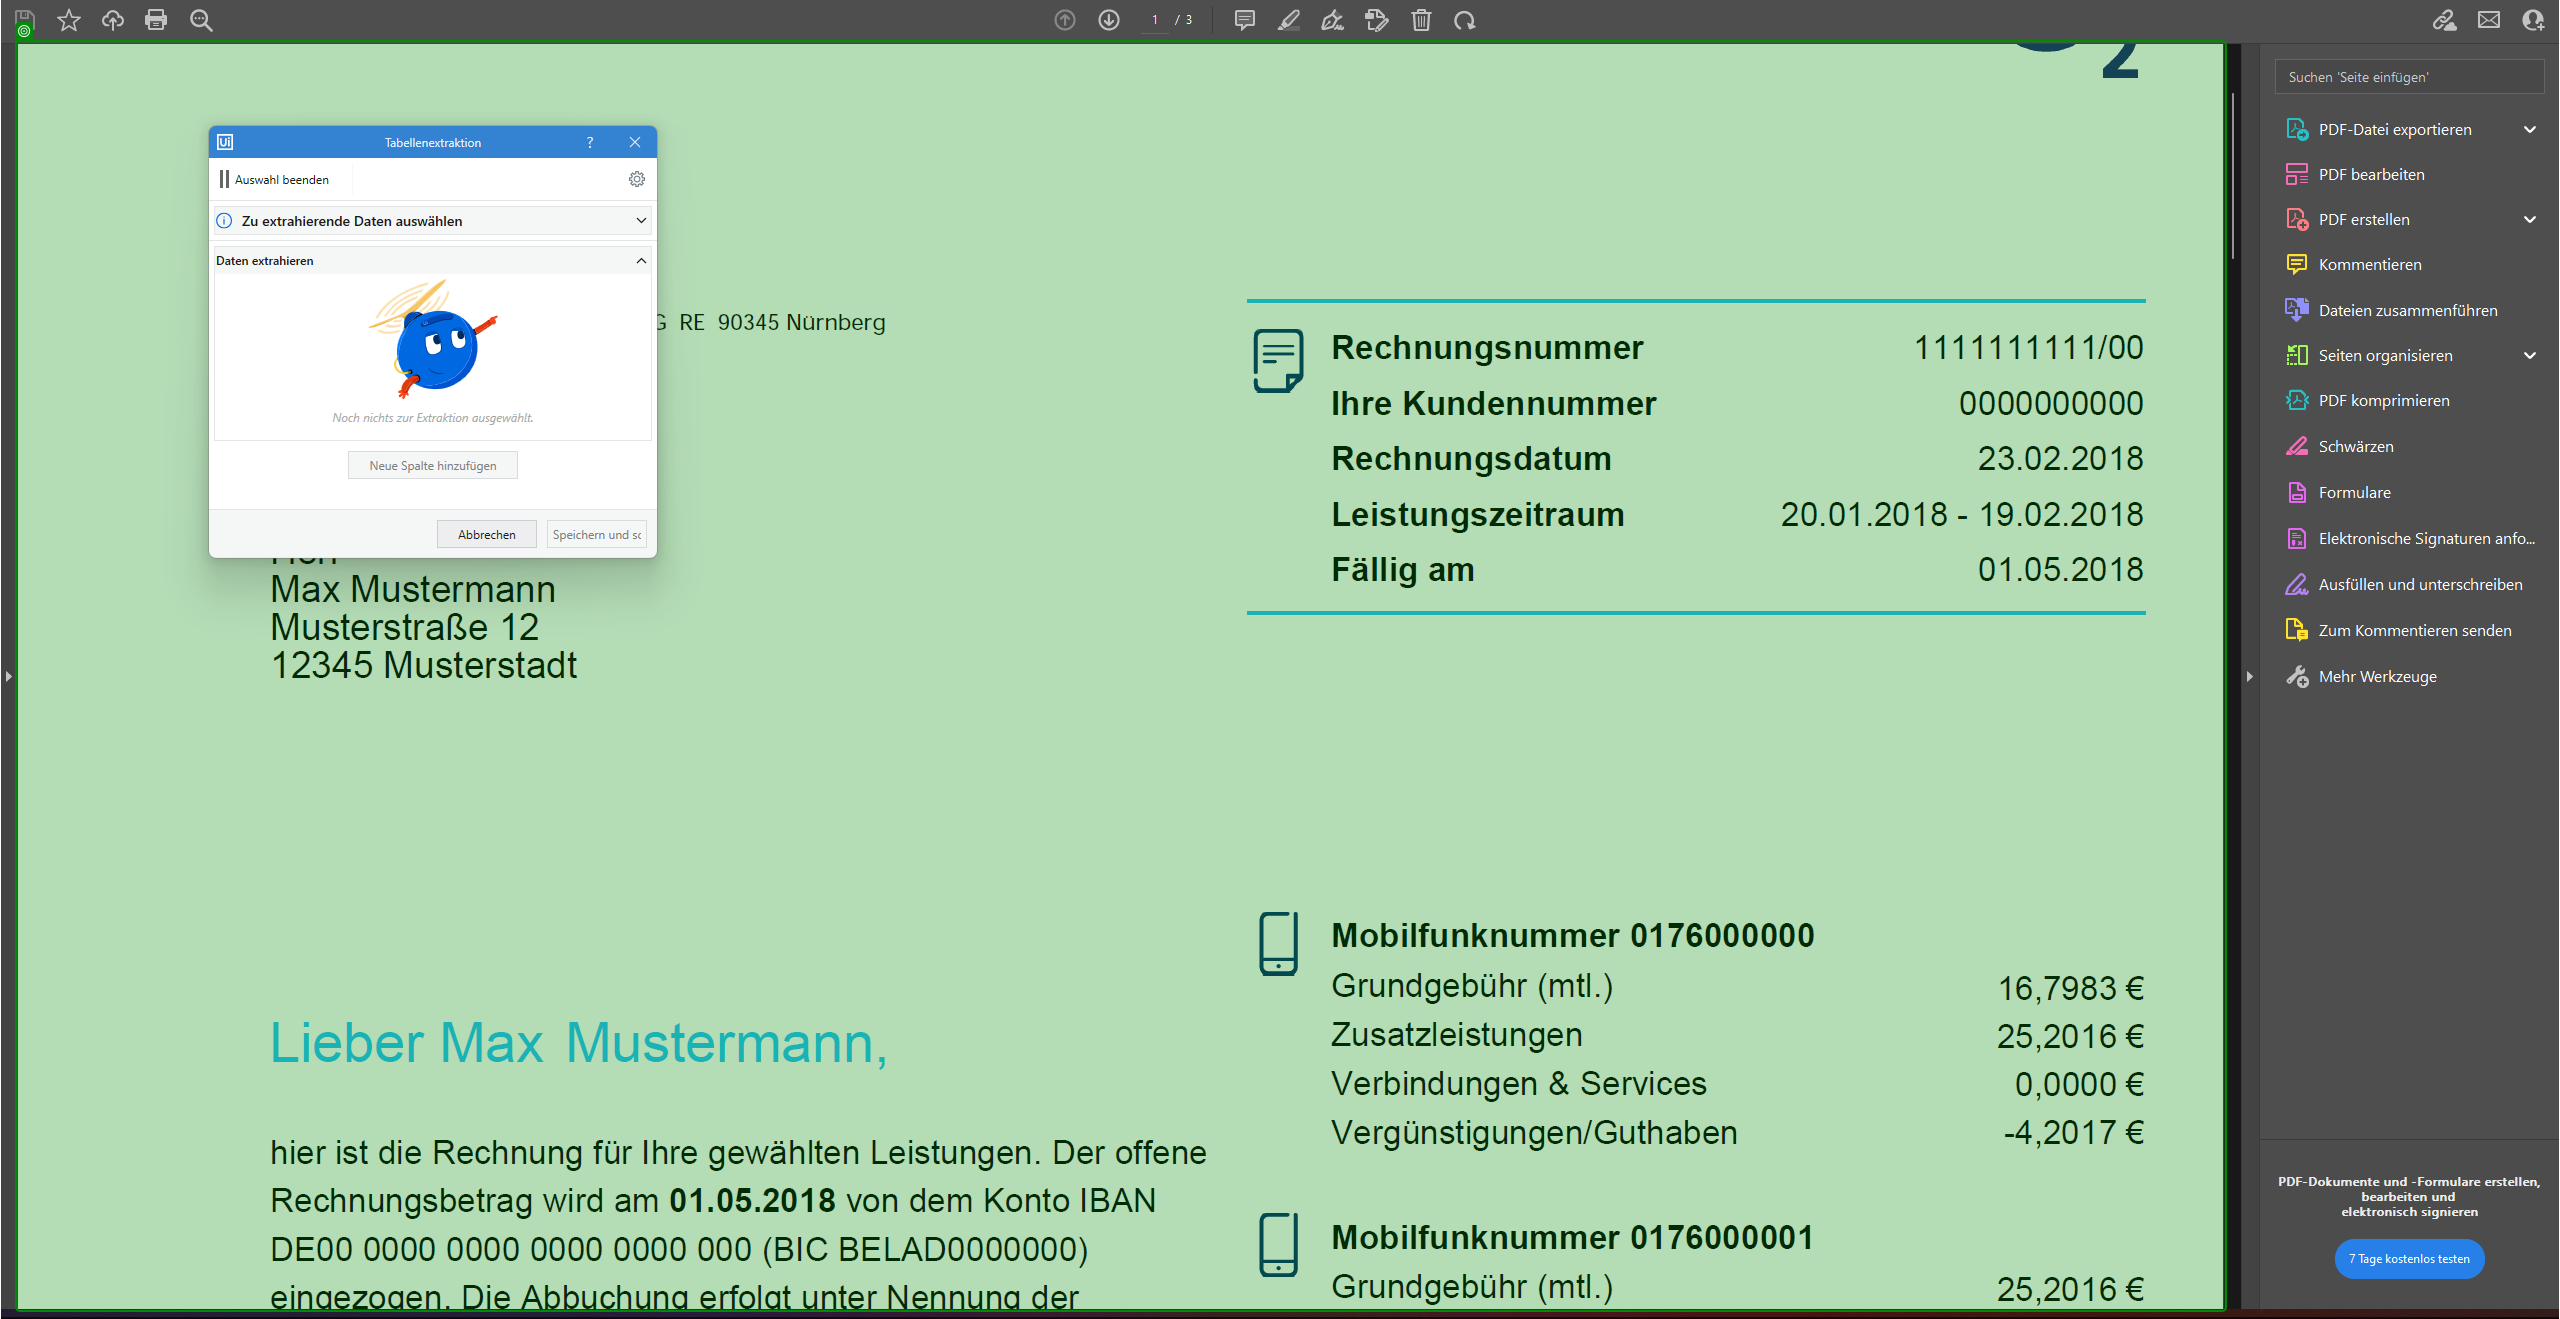 1 / 3
2
Suchen 'Seite einfügen'
PDF-Datei exportieren
PDF bearbeiten
PDF erstellen
Kommentieren
Dateien zusammenführen
Seiten organisieren
PDF komprimieren
Schwärzen
Formulare
Elektronische Signaturen anfo...
Ausfüllen und unterschreiben
Zum Kommentieren senden
Mehr Werkzeuge
PDF-Dokumente und -Formulare erstellen,
bearbeiten und
elektronisch signieren
7 Tage kostenlos testen
Ui Tabellenextraktion ?
Auswahl beenden
Zu extrahierende Daten auswählen
Daten extrahieren
Noch nichts zur Extraktion ausgewählt.
Neue Spalte hinzufügen
Abbrechen Speichern und sc
G RE 90345 Nürnberg
Max Mustermann
Musterstraße 12
12345 Musterstadt
Rechnungsnummer 1111111111/00
Ihre Kundennummer 0000000000
Rechnungsdatum 23.02.2018
Leistungszeitraum 20.01.2018 - 19.02.2018
Fällig am 01.05.2018
Lieber Max Mustermann,
hier ist die Rechnung für Ihre gewählten Leistungen. Der offene
Rechnungsbetrag wird am 01.05.2018 von dem Konto IBAN
DE00 0000 0000 0000 0000 000 (BIC BELAD0000000)
eingezogen. Die Abbuchung erfolgt unter Nennung der
Mobilfunknummer 0176000000
Grundgebühr (mtl.) 16,7983 €
Zusatzleistungen 25,2016 €
Verbindungen & Services 0,0000 €
Vergünstigungen/Guthaben -4,2017 €
Mobilfunknummer 0176000001
Grundgebühr (mtl.) 25,2016 €